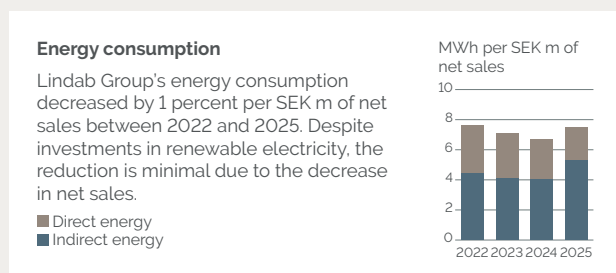 Energy consumption
Lindab Group's energy consumption
decreased by 1 percent per SEK m of net
sales between 2022 and 2025. Despite
investments in renewable electricity, the
reduction is minimal due to the decrease
in net sales.
Direct energy
Indirect energy
MWh per SEK m of
net sales
10
8
6
4
2
0
2022 2023 2024 2025